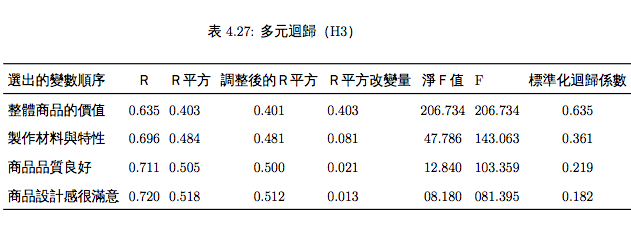 表 4.27: 多元迴歸（H3）
選出的變數順序 R R 平方 調整後的 R 平方 R 平方改變量 淨 F 值 F 標準化迴歸係數
整體商品的價值 0.635 0.403 0.401 0.403 206.734 206.734 0.635
製作材料與特性 0.696 0.484 0.481 0.081 47.786 143.063 0.361
商品品質良好 0.711 0.505 0.500 0.021 12.840 103.359 0.219
商品設計感很滿意 0.720 0.518 0.512 0.013 08.180 081.395 0.182